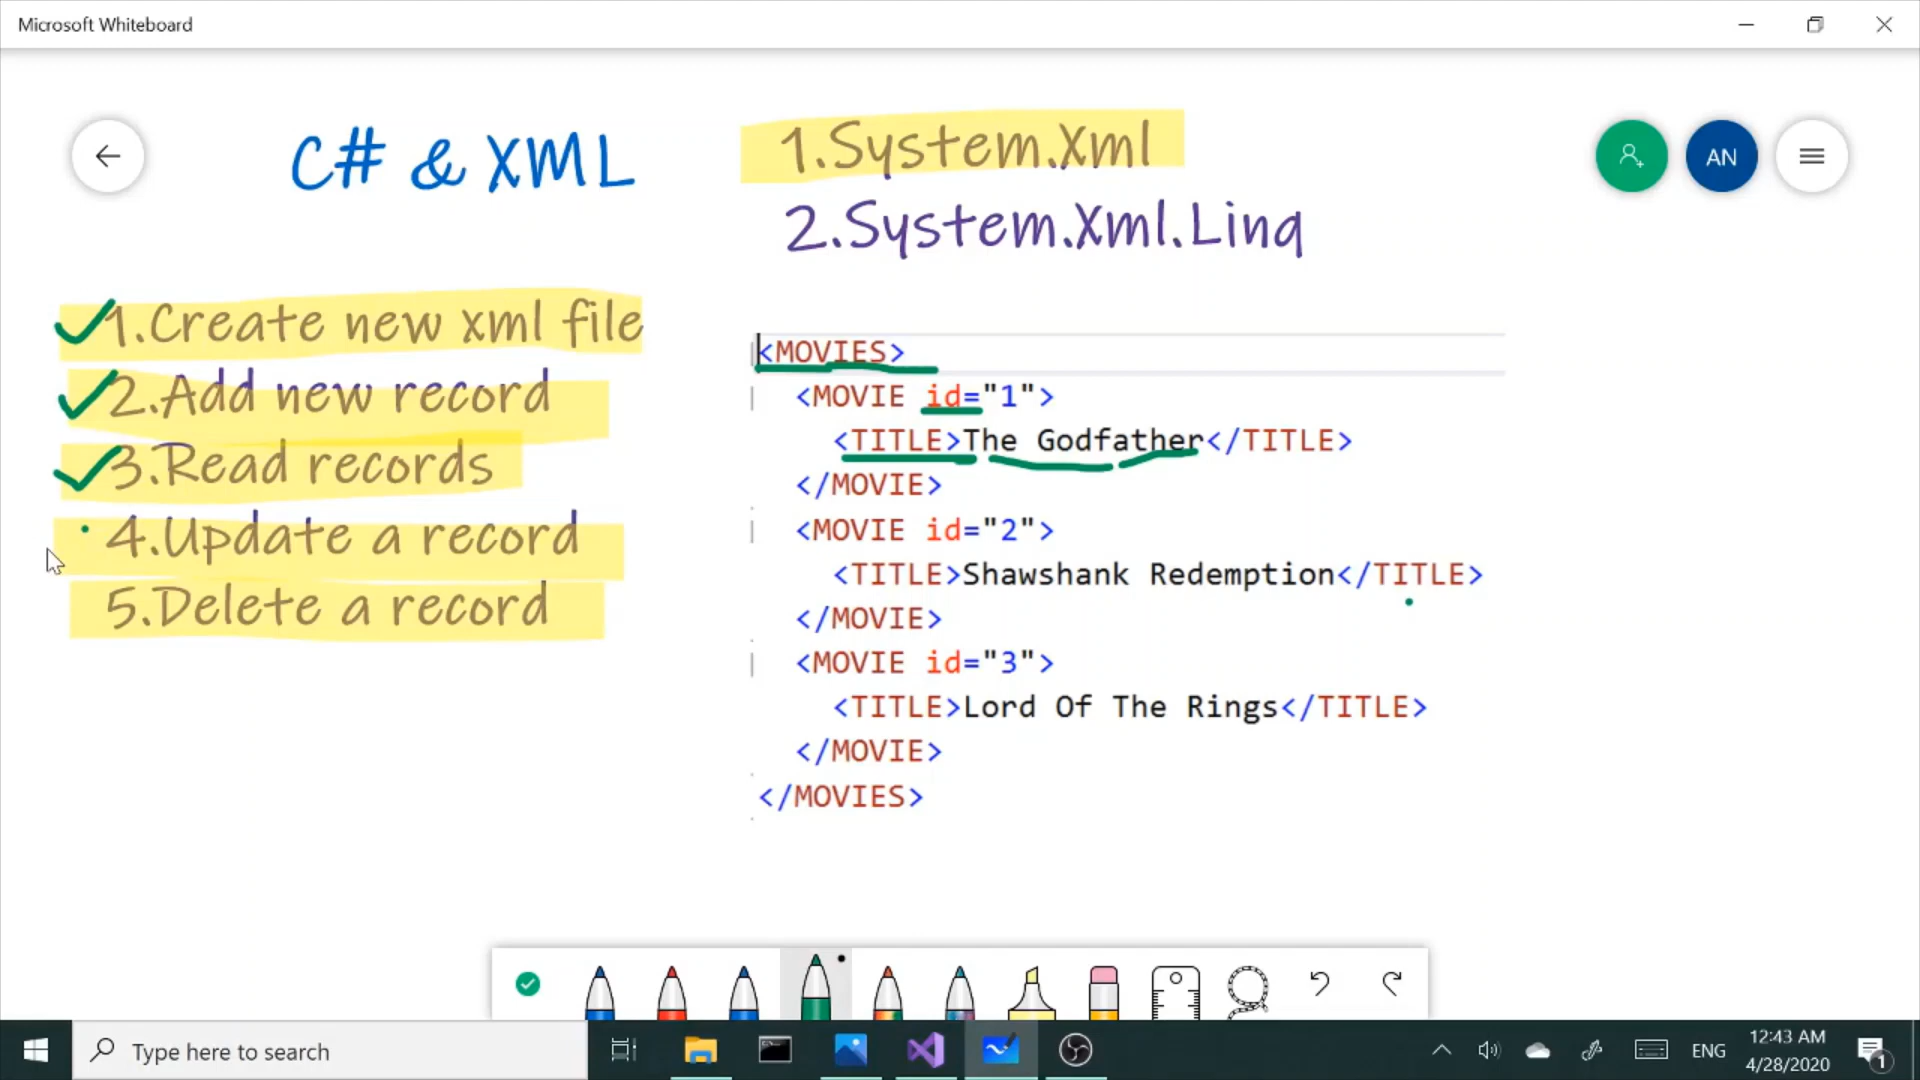 Microsoft Whiteboard
C# & XML
1.System.Xml
2.System.Xml.Linq
AN
1.Create new xml file
2.Add new record
3.Read records
4.Update a record
5.Delete a record
<MOVIES>
<MOVIE id="1">
<TITLE>The Godfather</TITLE>
</MOVIE>
<MOVIE id="2">
<TITLE>Shawshank Redemption</TITLE>
</MOVIE>
<MOVIE id="3">
<TITLE>Lord Of The Rings</TITLE>
</MOVIE>
</MOVIES>
Type here to search
ENG
12:43 AM
4/28/2020
1